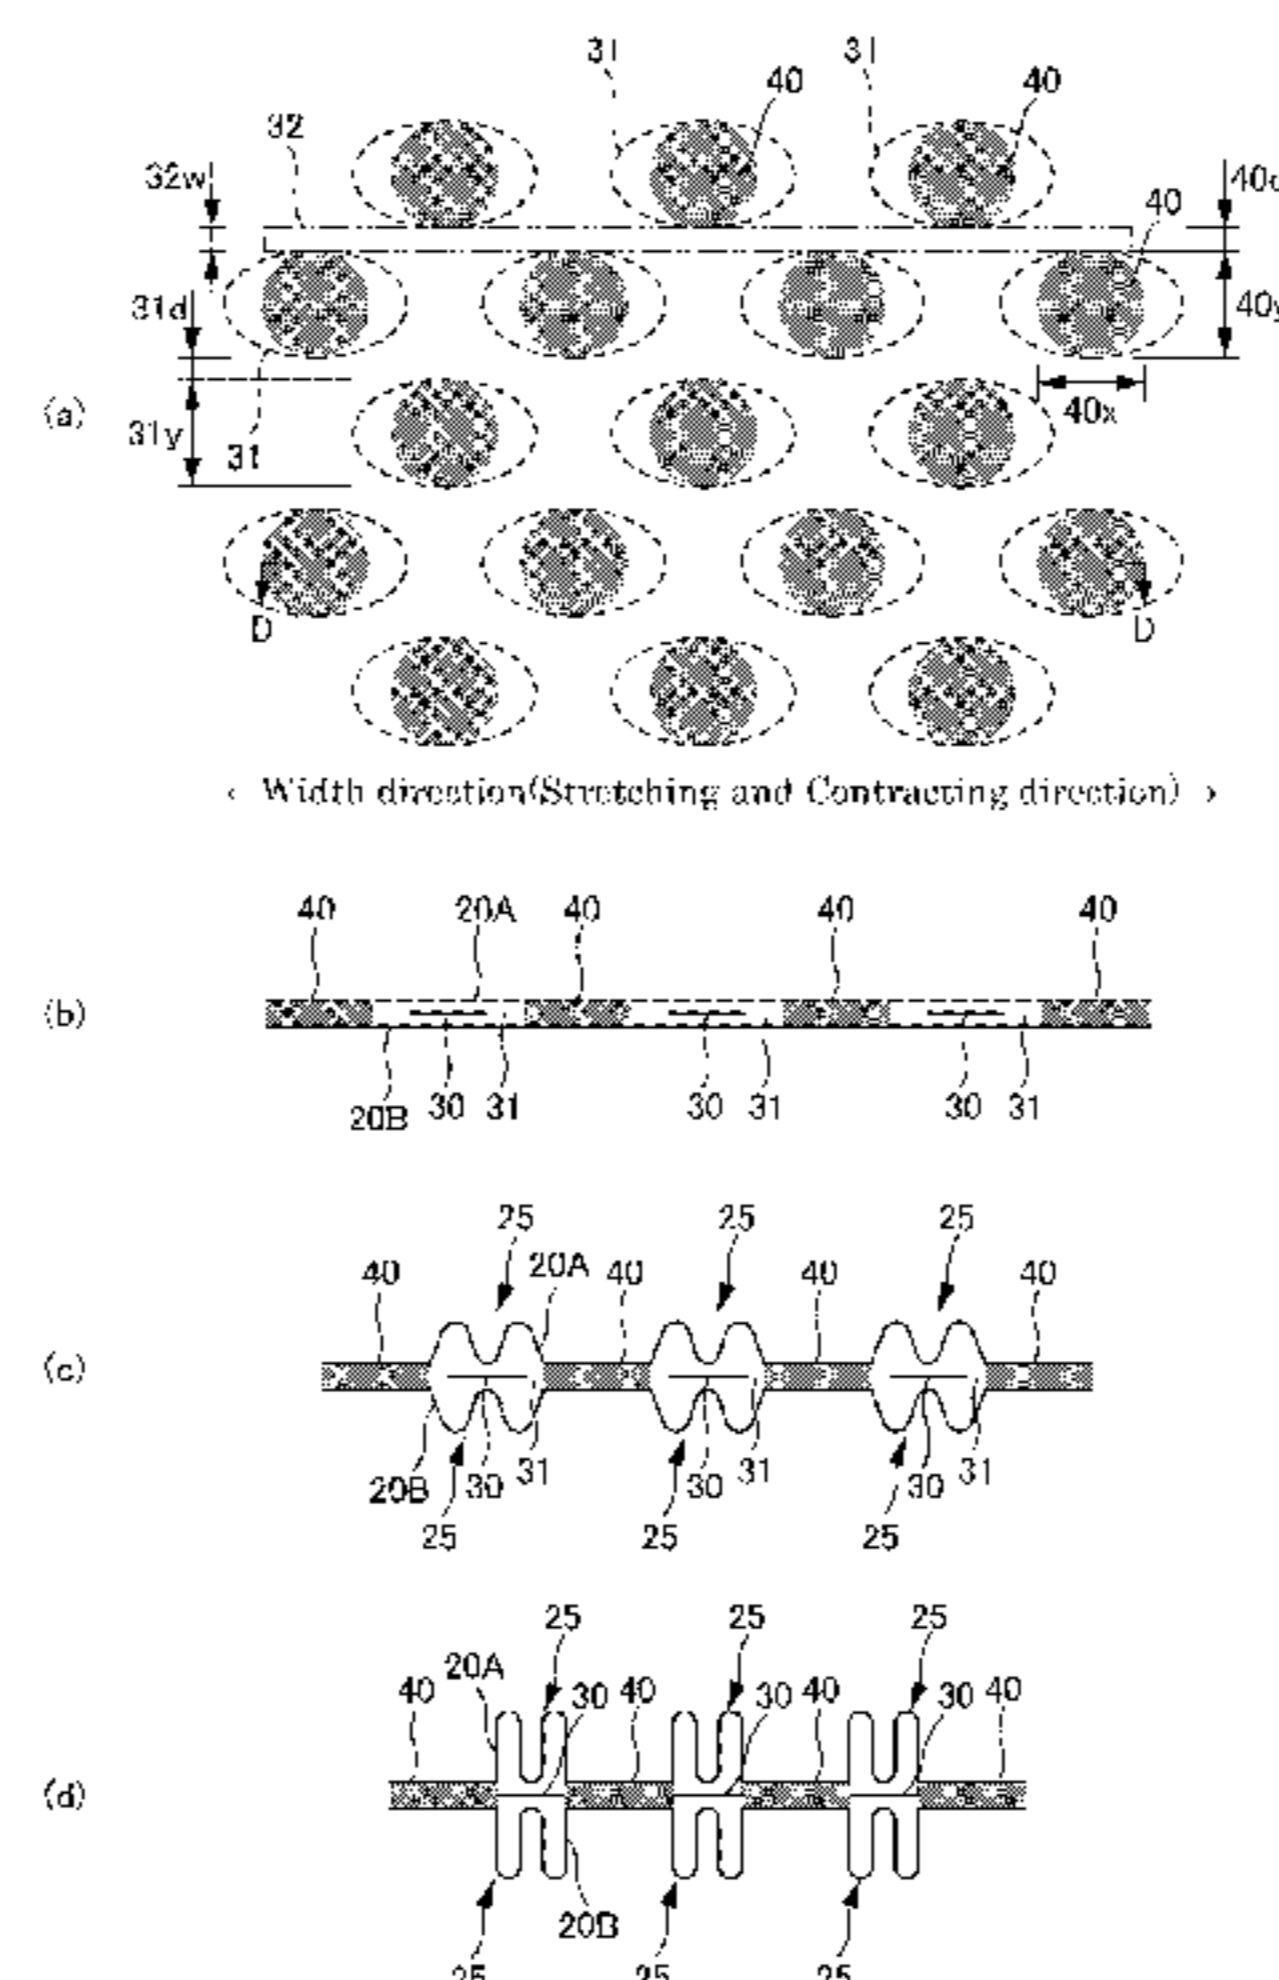 31 31
40 40
32
32w
40
31d
40x
31y
31
(a)
D D
‹ Width direction(Stretching and Contracting direction) ›
40 20A 40 40 40
(b)
20B 30 31 30 31 30 31
25 25 25
40 20A 40 40 40
(c)
20B 30 31 30 31 30 31
25 25 25
25 25 25
40 20A 30 40 30 40 30 40
(d)
20B